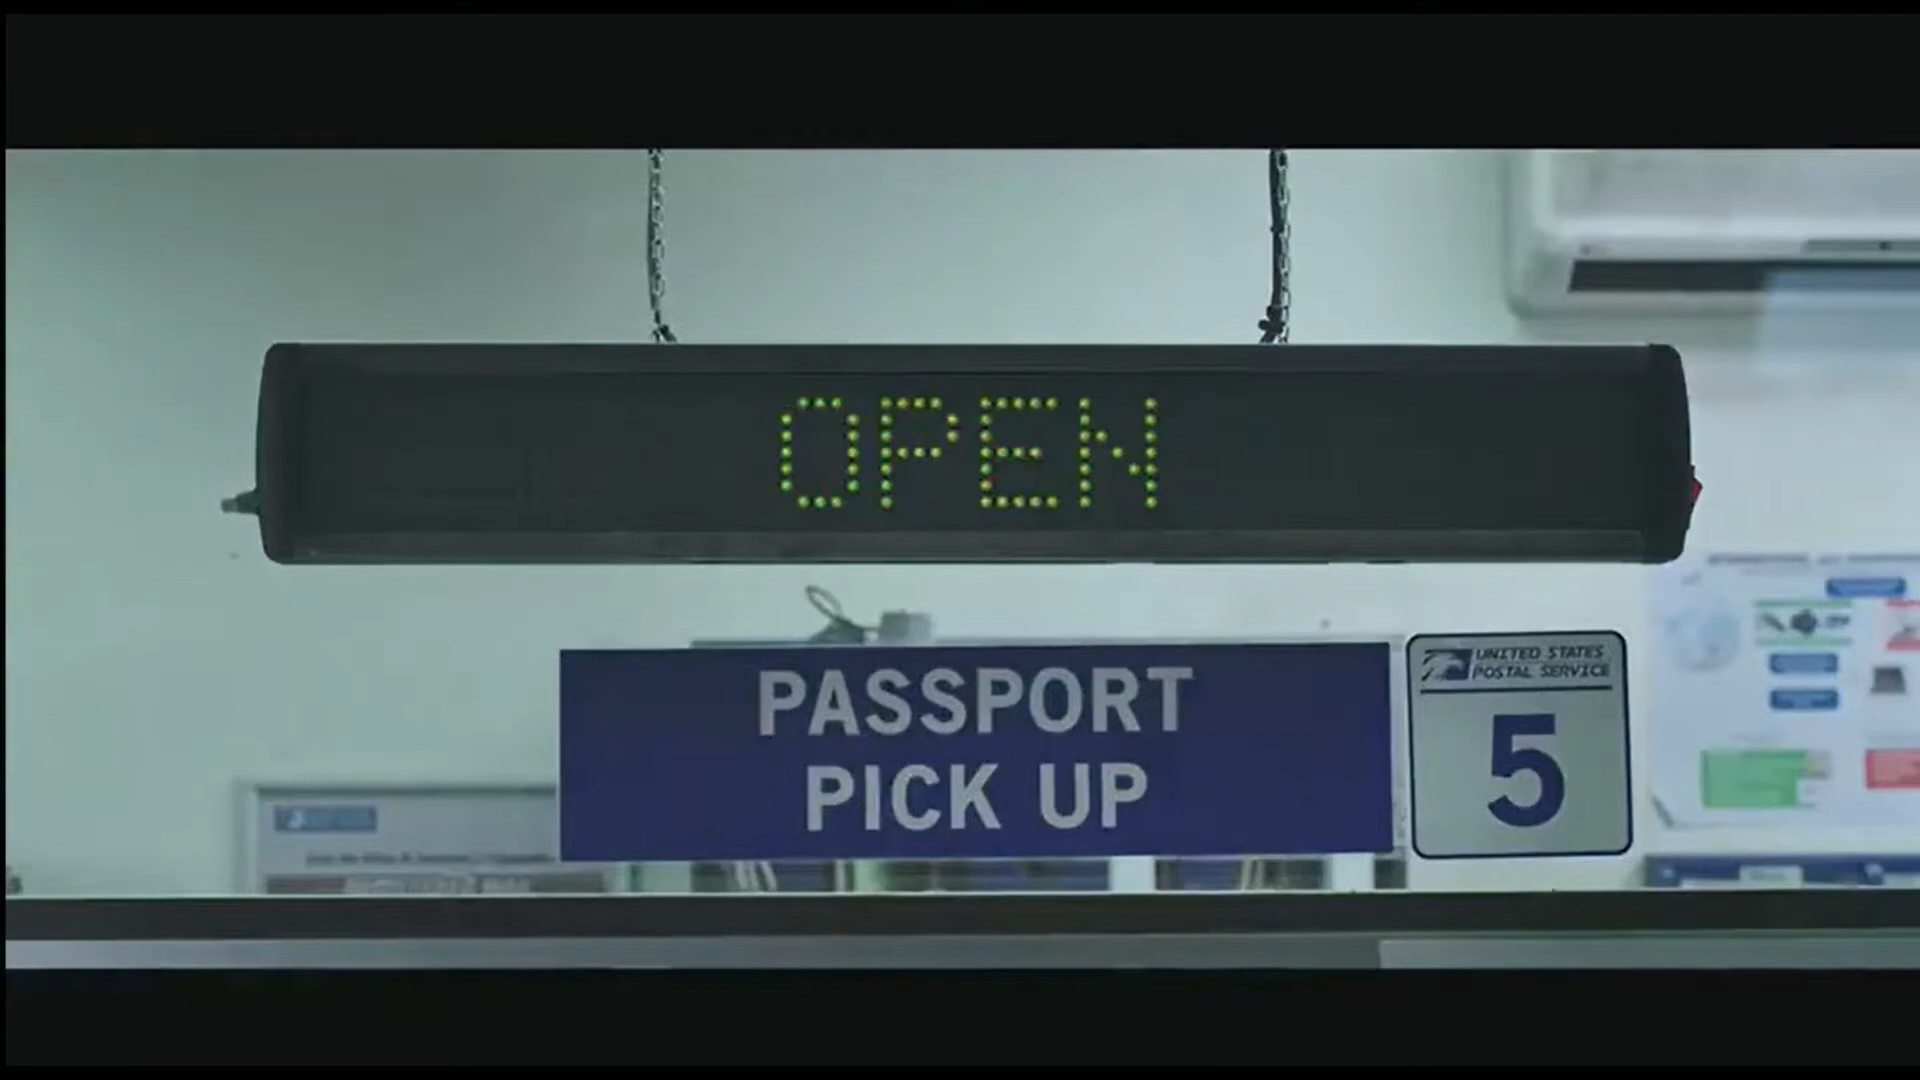 OPEN
PASSPORT
PICK UP
UNITED STATES
POSTAL SERVICE
5